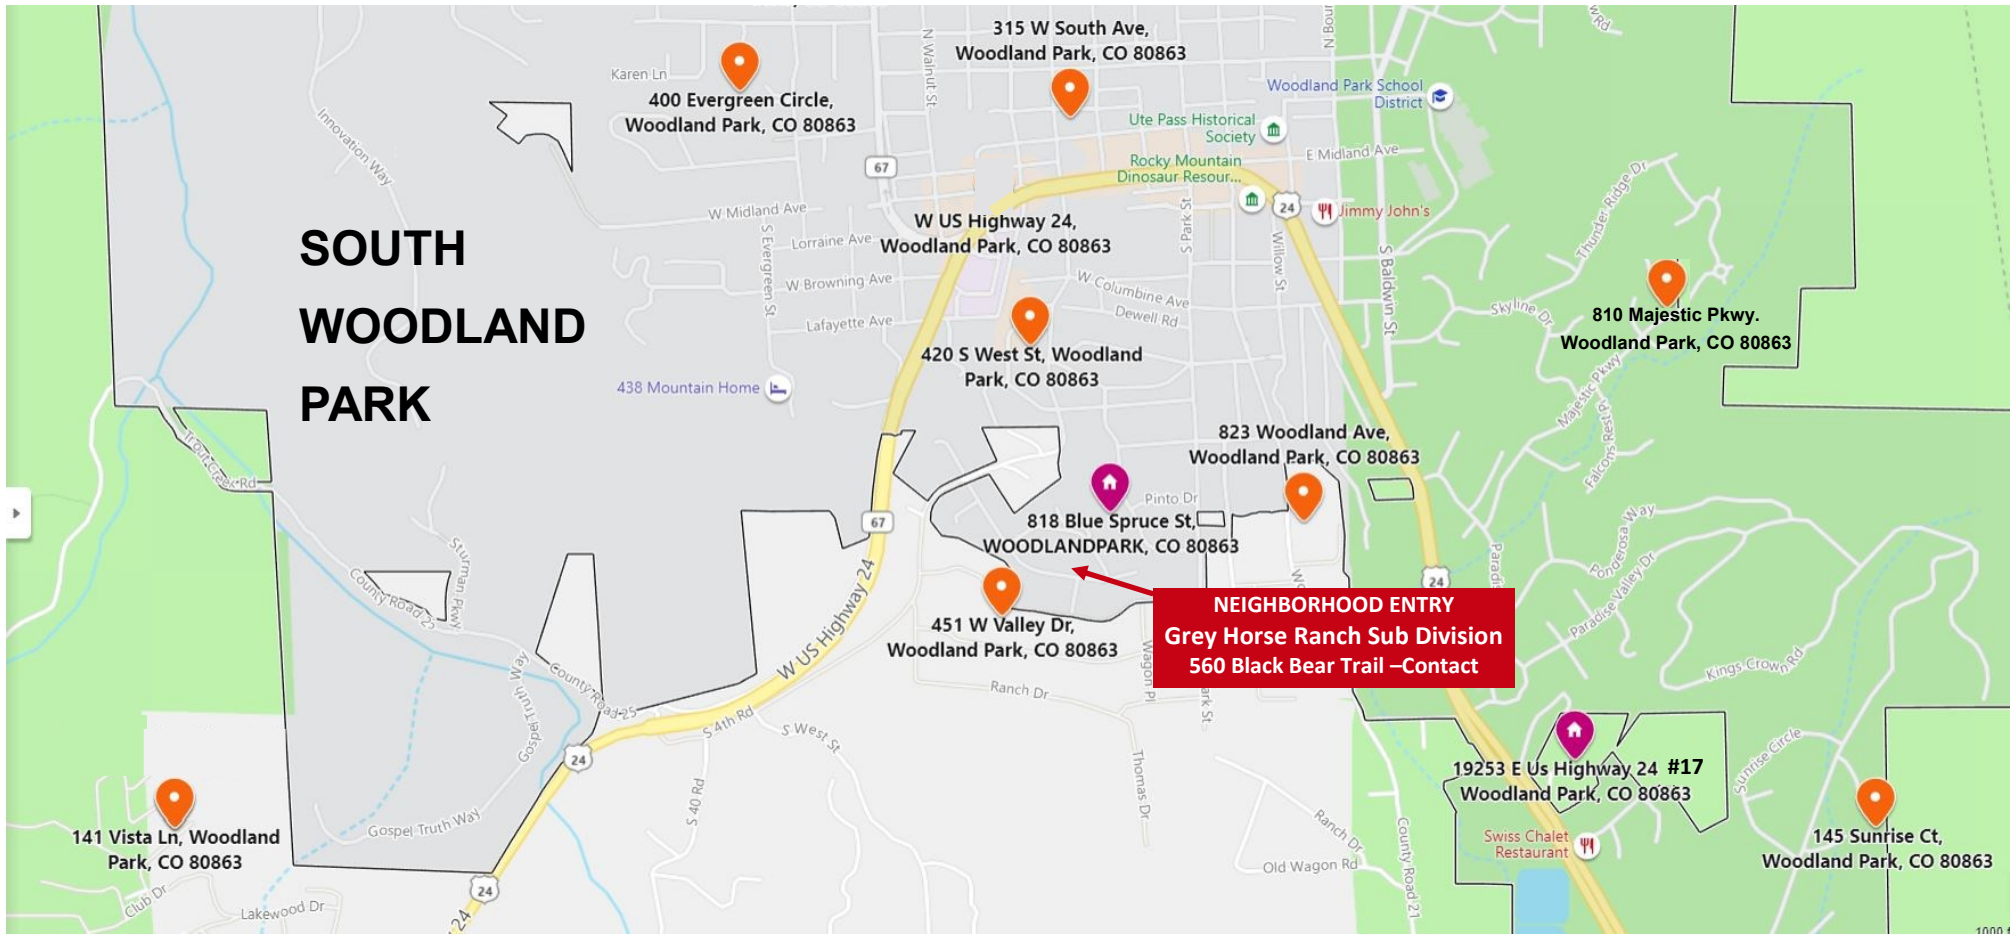 315 W South Ave,
Woodland Park, CO 80863
N Walnut St
Karen Ln
400 Evergreen Circle,
Woodland Park, CO 80863
Woodland Park School
District
Ute Pass Historical
Society
Rocky Mountain
Dinosaur Resour...
E Midland Ave
Innovation Way
67
24
Jimmy John's
Thunder Ridge Dr
W Midland Ave
W US Highway 24,
Woodland Park, CO 80863
S Park St
Willow St
S Baldwin St
S Evergreen St
Lorraine Ave
W Browning Ave
Lafayette Ave
W Columbine Ave
Dewell Rd
SOUTH
WOODLAND
PARK
Skyline Dr
810 Majestic Pkwy.
Woodland Park, CO 80863
420 S West St, Woodland
Park, CO 80863
438 Mountain Home
Majestic Pkwy
Falcons Rest Rd
823 Woodland Ave,
Woodland Park, CO 80863
Trout Creek Rd
Pinto Dr
818 Blue Spruce St,
WOODLANDPARK, CO 80863
67
Sturman Pkwy
Ponderosa Way
Paradise Valley Dr
24
W US Highway 24
NEIGHBORHOOD ENTRY
Grey Horse Ranch Sub Division
560 Black Bear Trail –Contact
451 W Valley Dr,
Woodland Park, CO 80863
Kings Crown Rd
Wagon Pl
Ranch Dr
County Road 25
Gospel Truth Way
S 4th Rd
S West St
24
Thomas Dr
S 40 Rd
19253 E Us Highway 24 #17
Woodland Park, CO 80863
Sunrise Circle
141 Vista Ln, Woodland
Park, CO 80863
Gospel Truth Way
Ranch Dr
County Road 21
Swiss Chalet
Restaurant
145 Sunrise Ct,
Woodland Park, CO 80863
Old Wagon Rd
Club Dr
Lakewood Dr
24
24